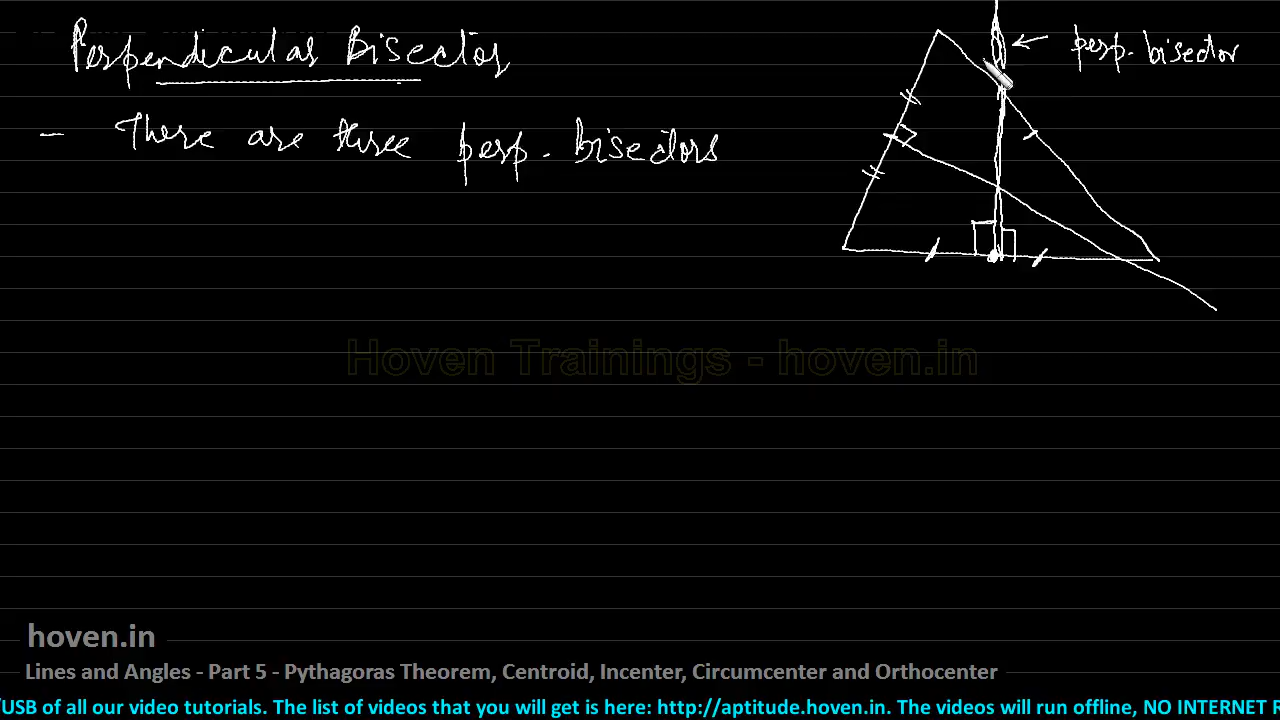 Perpendicular Bisector
perp. bisector
- There are three perp. Bisectors
Hoven Trainings - hoven.in
hoven.in
Lines and Angles - Part 5 - Pythagoras Theorem, Centroid, Incenter, Circumcenter and Orthocenter
/USB of all our video tutorials. The list of videos that you will get is here: http://aptitude.hoven.in. The videos will run offline, NO INTERNET R